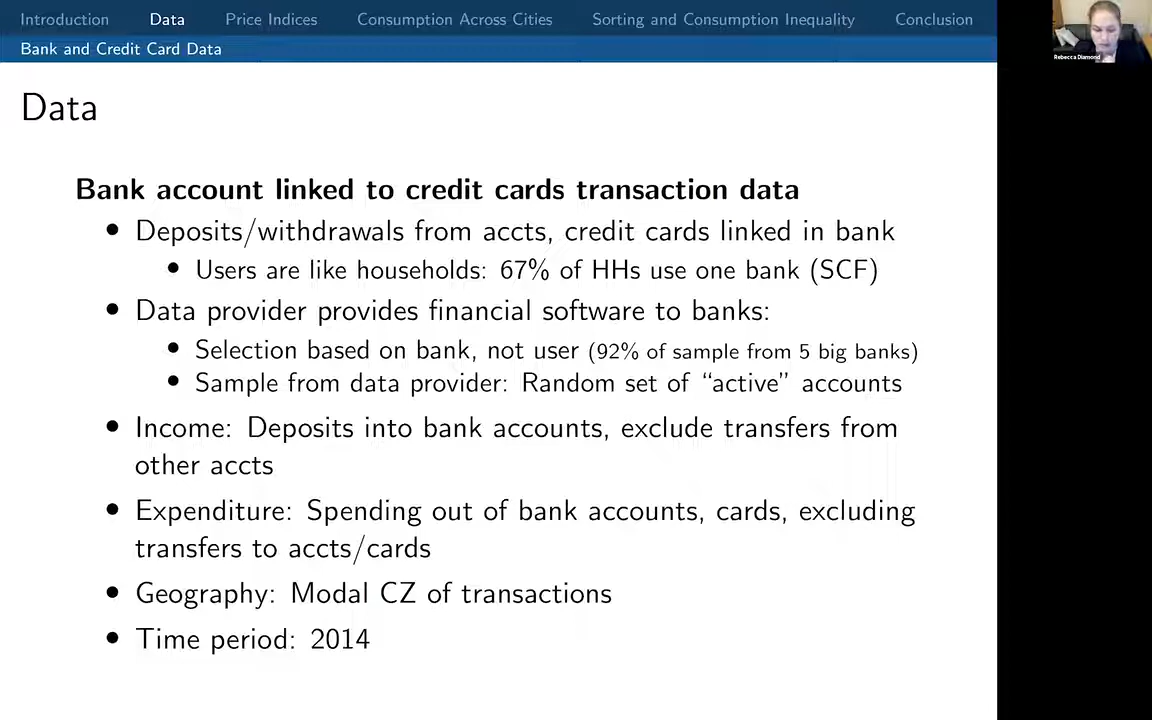 Introduction Data Price Indices Consumption Across Cities Sorting and Consumption Inequality Conclusion
Bank and Credit Card Data
Data
Bank account linked to credit cards transaction data
• Deposits/withdrawals from accts, credit cards linked in bank
• Users are like households: 67% of HHs use one bank (SCF)
• Data provider provides financial software to banks:
• Selection based on bank, not user (92% of sample from 5 big banks)
• Sample from data provider: Random set of “active” accounts
• Income: Deposits into bank accounts, exclude transfers from
other accts
• Expenditure: Spending out of bank accounts, cards, excluding
transfers to accts/cards
• Geography: Modal CZ of transactions
• Time period: 2014
Rebecca Diamond